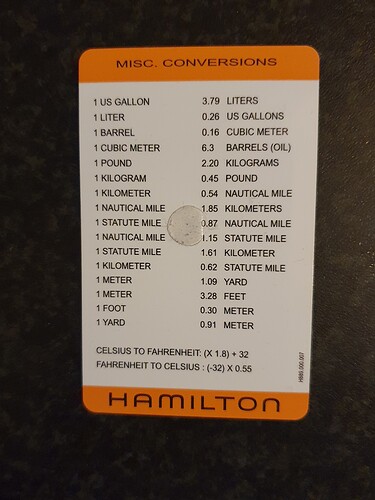 MISC. CONVERSIONS
1 US GALLON 3.79 LITERS
1 LITER 0.26 US GALLONS
1 BARREL 0.16 CUBIC METER
1 CUBIC METER 6.3 BARRELS (OIL)
1 POUND 2.20 KILOGRAMS
1 KILOGRAM 0.45 POUND
1 KILOMETER 0.54 NAUTICAL MILE
1 NAUTICAL MILE 1.85 KILOMETERS
1 STATUTE MILE 0.87 NAUTICAL MILE
1 NAUTICAL MILE 1.15 STATUTE MILE
1 STATUTE MILE 1.61 KILOMETER
1 KILOMETER 0.62 STATUTE MILE
1 METER 1.09 YARD
1 METER 3.28 FEET
1 FOOT 0.30 METER
1 YARD 0.91 METER
CELSIUS TO FAHRENHEIT: (X 1.8) + 32
FAHRENHEIT TO CELSIUS : (-32) X 0.55
HAMILTON